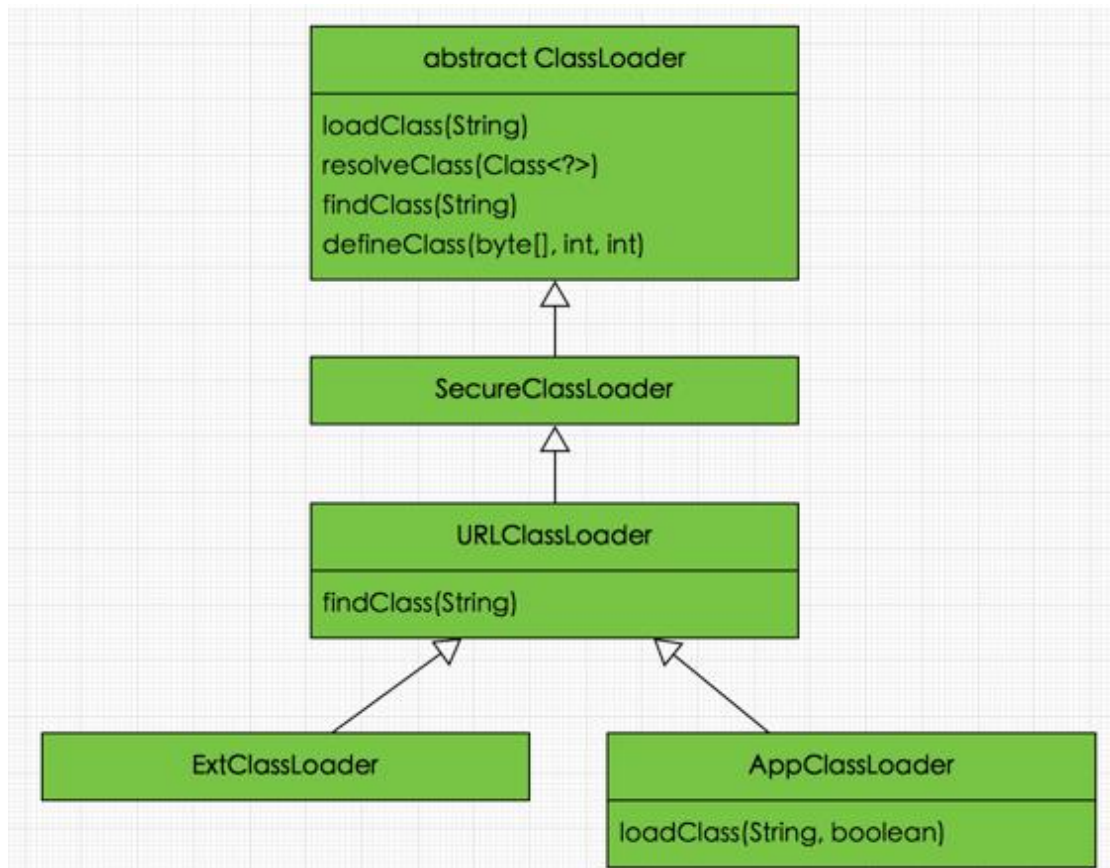 abstract ClassLoader
loadClass(String)
resolveClass(Class<?>)
findClass(String)
defineClass(byte[], int, int)
SecureClassLoader
URLClassLoader
findClass(String)
ExtClassLoader
AppClassLoader
loadClass(String, boolean)